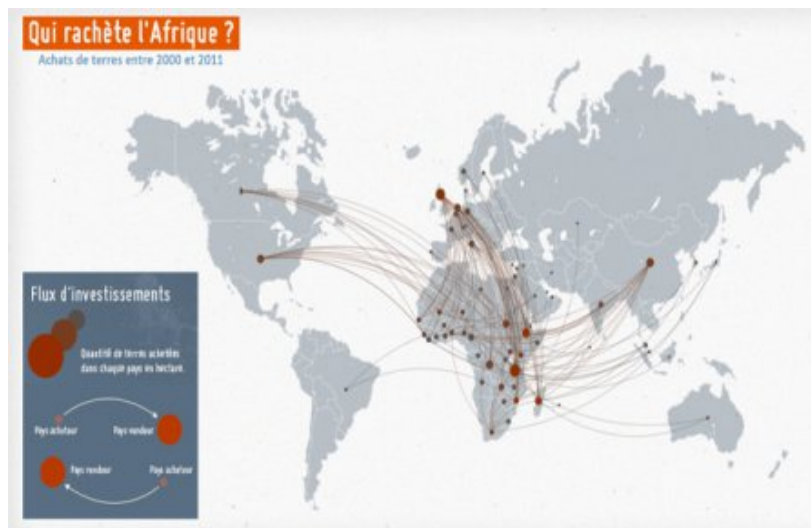 Qui rachète l'Afrique ?
Achats de terres entre 2000 et 2011
Flux d'investissements
Quantité de terres achetées
dans chaque pays en hectare
Pays acheteur
Pays vendeur
Pays vendeur
Pays acheteur